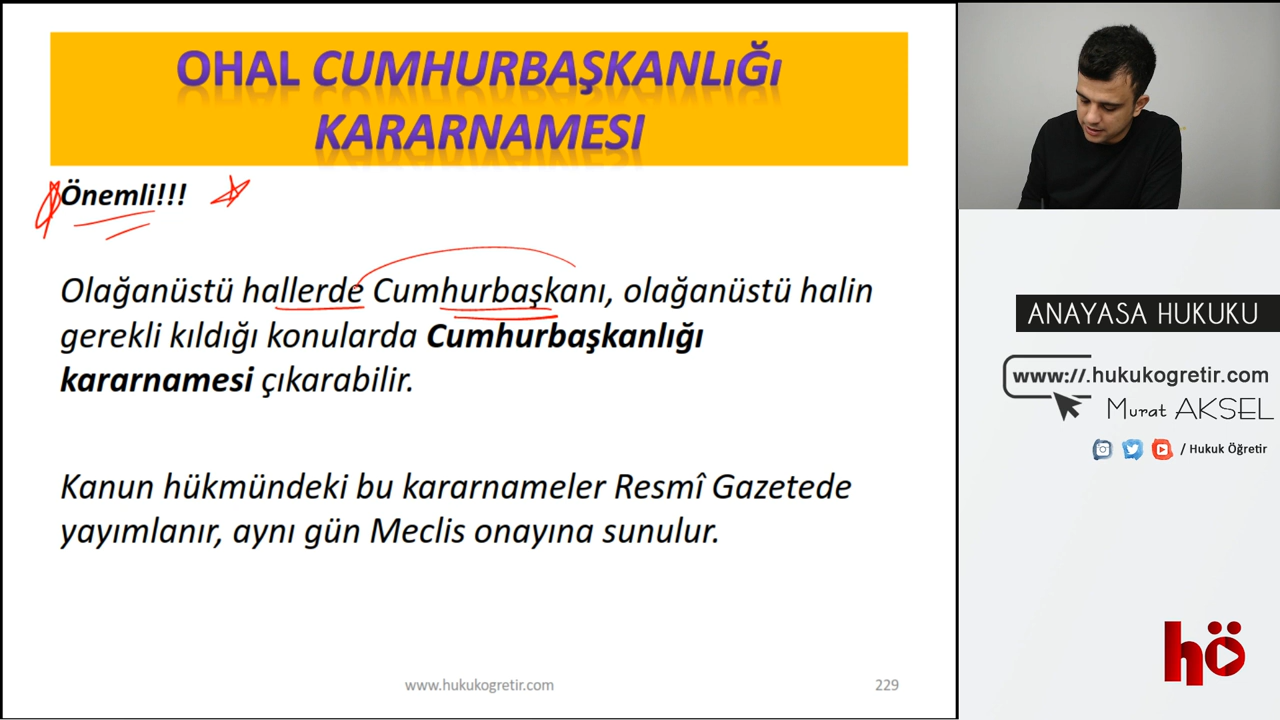 OHAL CUMHURBAŞKANLıĞı
KARARNAMESI
Önemli!!!
Olağanüstü hallerde Cumhurbaşkanı, olağanüstü halin
gerekli kıldığı konularda Cumhurbaşkanlığı
kararnamesi çıkarabilir.
Kanun hükmündeki bu kararnameler Resmî Gazetede
yayımlanır, aynı gün Meclis onayına sunulur.
www.hukukogretir.com
229
ANAYASA HUKUKU
www://.hukukogretir.com
Murat AKSEL
/ Hukuk Öğretir
hö